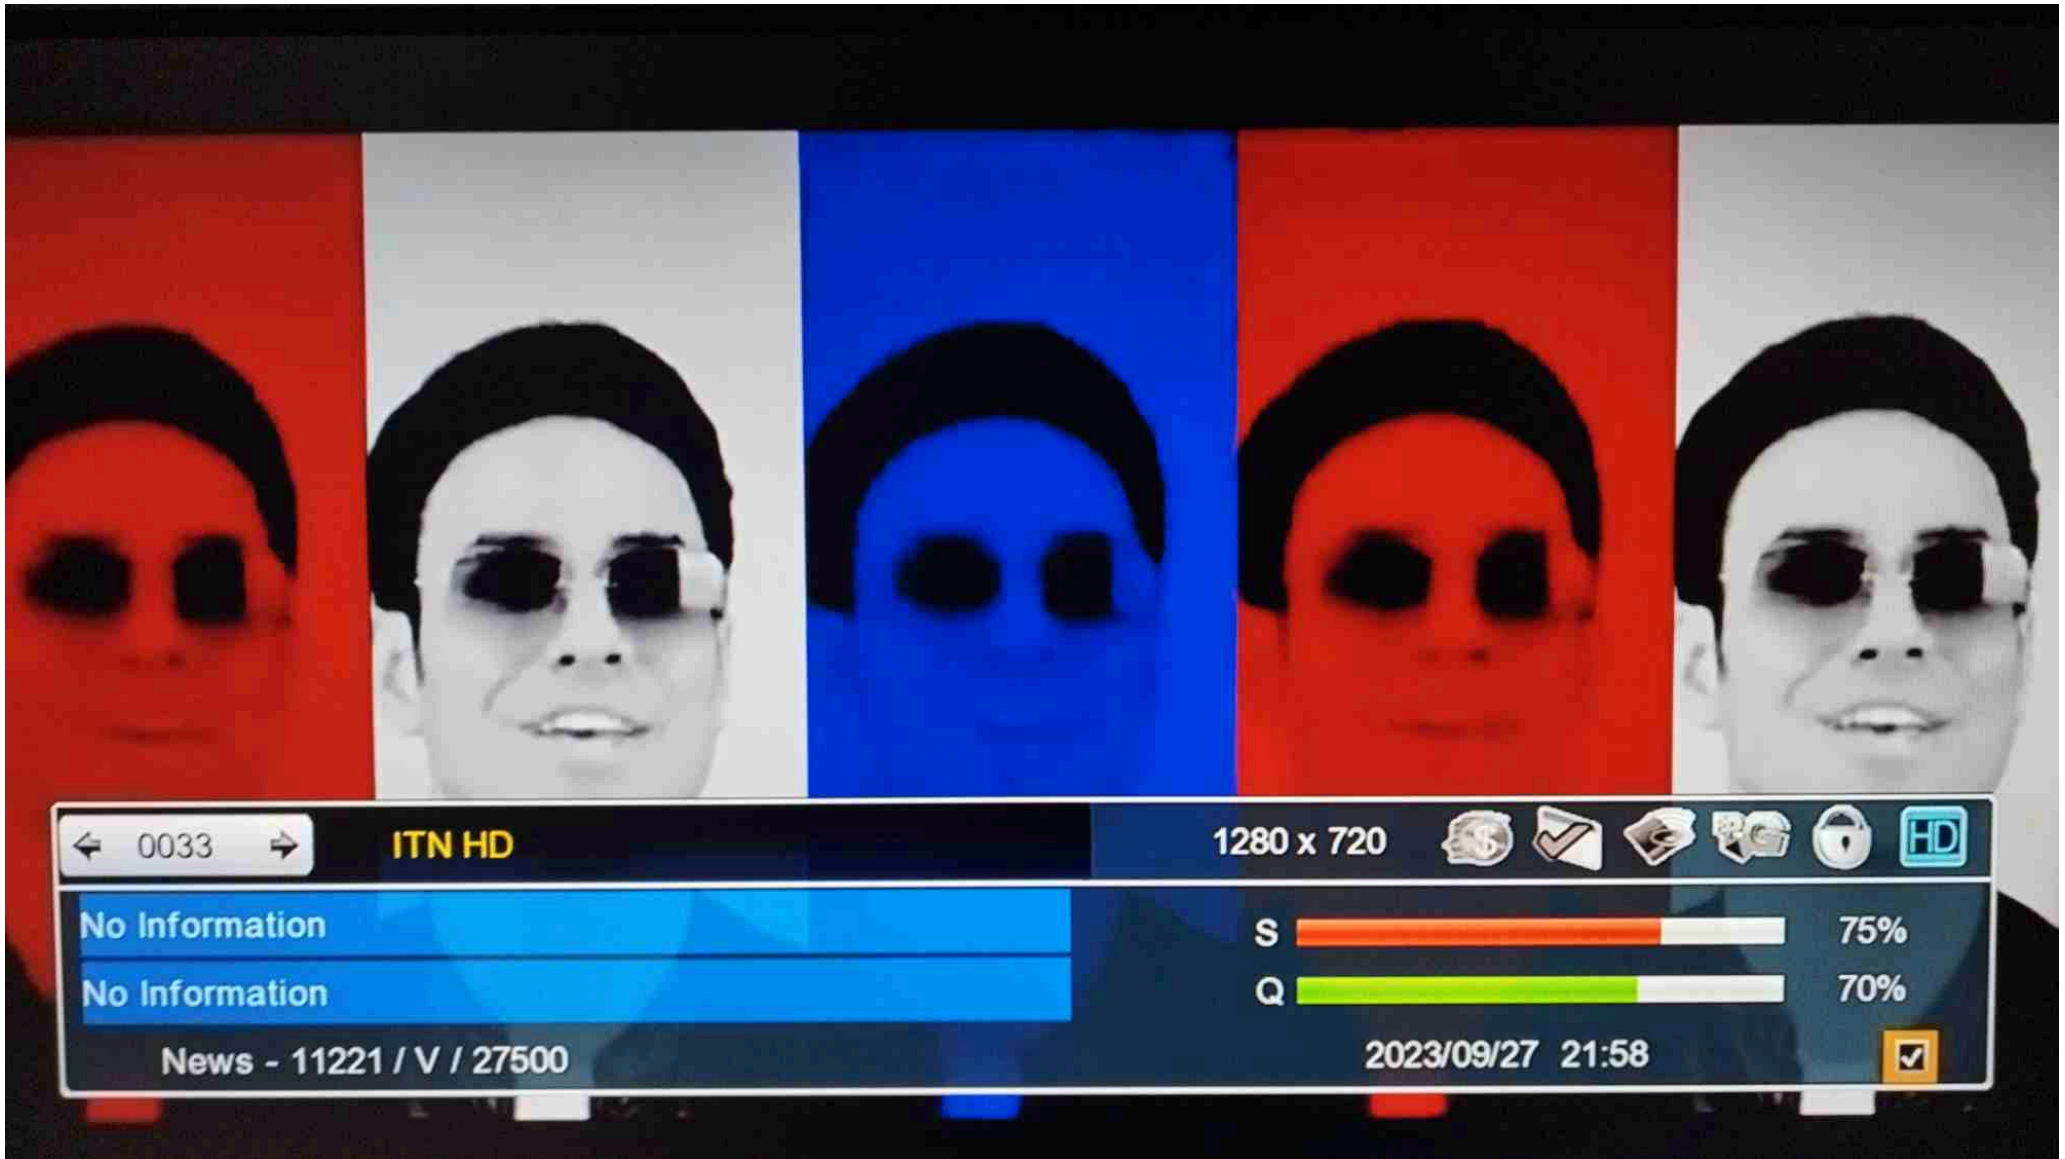 0033 ITN HD 1280 x 720 $ HD
No Information
S 75%
No Information
Q 70%
News - 11221 / V / 27500 2023/09/27 21:58